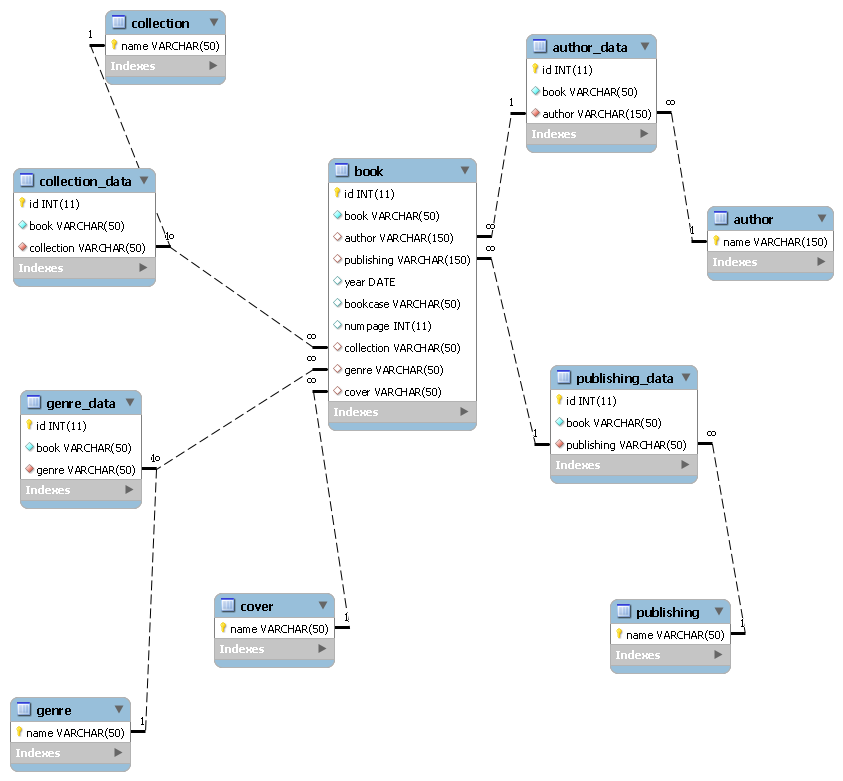 collection
name VARCHAR(50)
Indexes
1
collection_data
id INT(11)
book VARCHAR(50)
collection VARCHAR(50)
Indexes
∞
genre_data
id INT(11)
book VARCHAR(50)
genre VARCHAR(50)
Indexes
∞
genre
name VARCHAR(50)
Indexes
1
cover
name VARCHAR(50)
Indexes
1
book
id INT(11)
book VARCHAR(50)
author VARCHAR(150)
publishing VARCHAR(150)
year DATE
bookcase VARCHAR(50)
numpage INT(11)
collection VARCHAR(50)
genre VARCHAR(50)
cover VARCHAR(50)
Indexes
∞
∞
∞
∞
∞
author_data
id INT(11)
book VARCHAR(50)
author VARCHAR(150)
Indexes
1
∞
author
name VARCHAR(150)
Indexes
1
publishing_data
id INT(11)
book VARCHAR(50)
publishing VARCHAR(50)
Indexes
1
∞
publishing
name VARCHAR(50)
Indexes
1